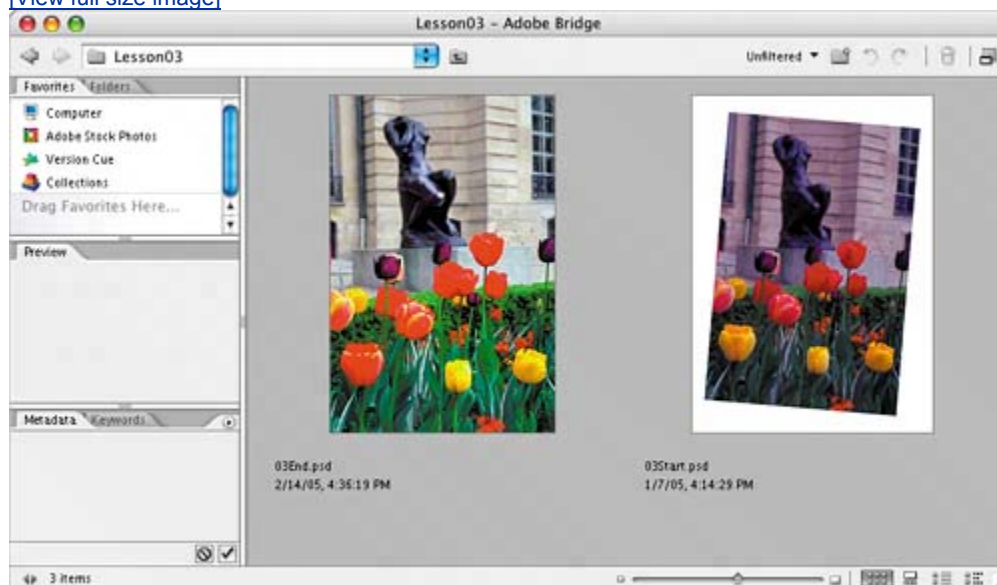 [View full size image]
Lesson03 - Adobe Bridge
Lesson03
Unfiltered
Favorites Folders
Computer
Adobe Stock Photos
Version Cue
Collections
Drag Favorites Here...
Preview
Metadata Keywords
03End.psd
2/14/05, 4:36:19 PM
03Start.psd
1/7/05, 4:14:29 PM
3 items